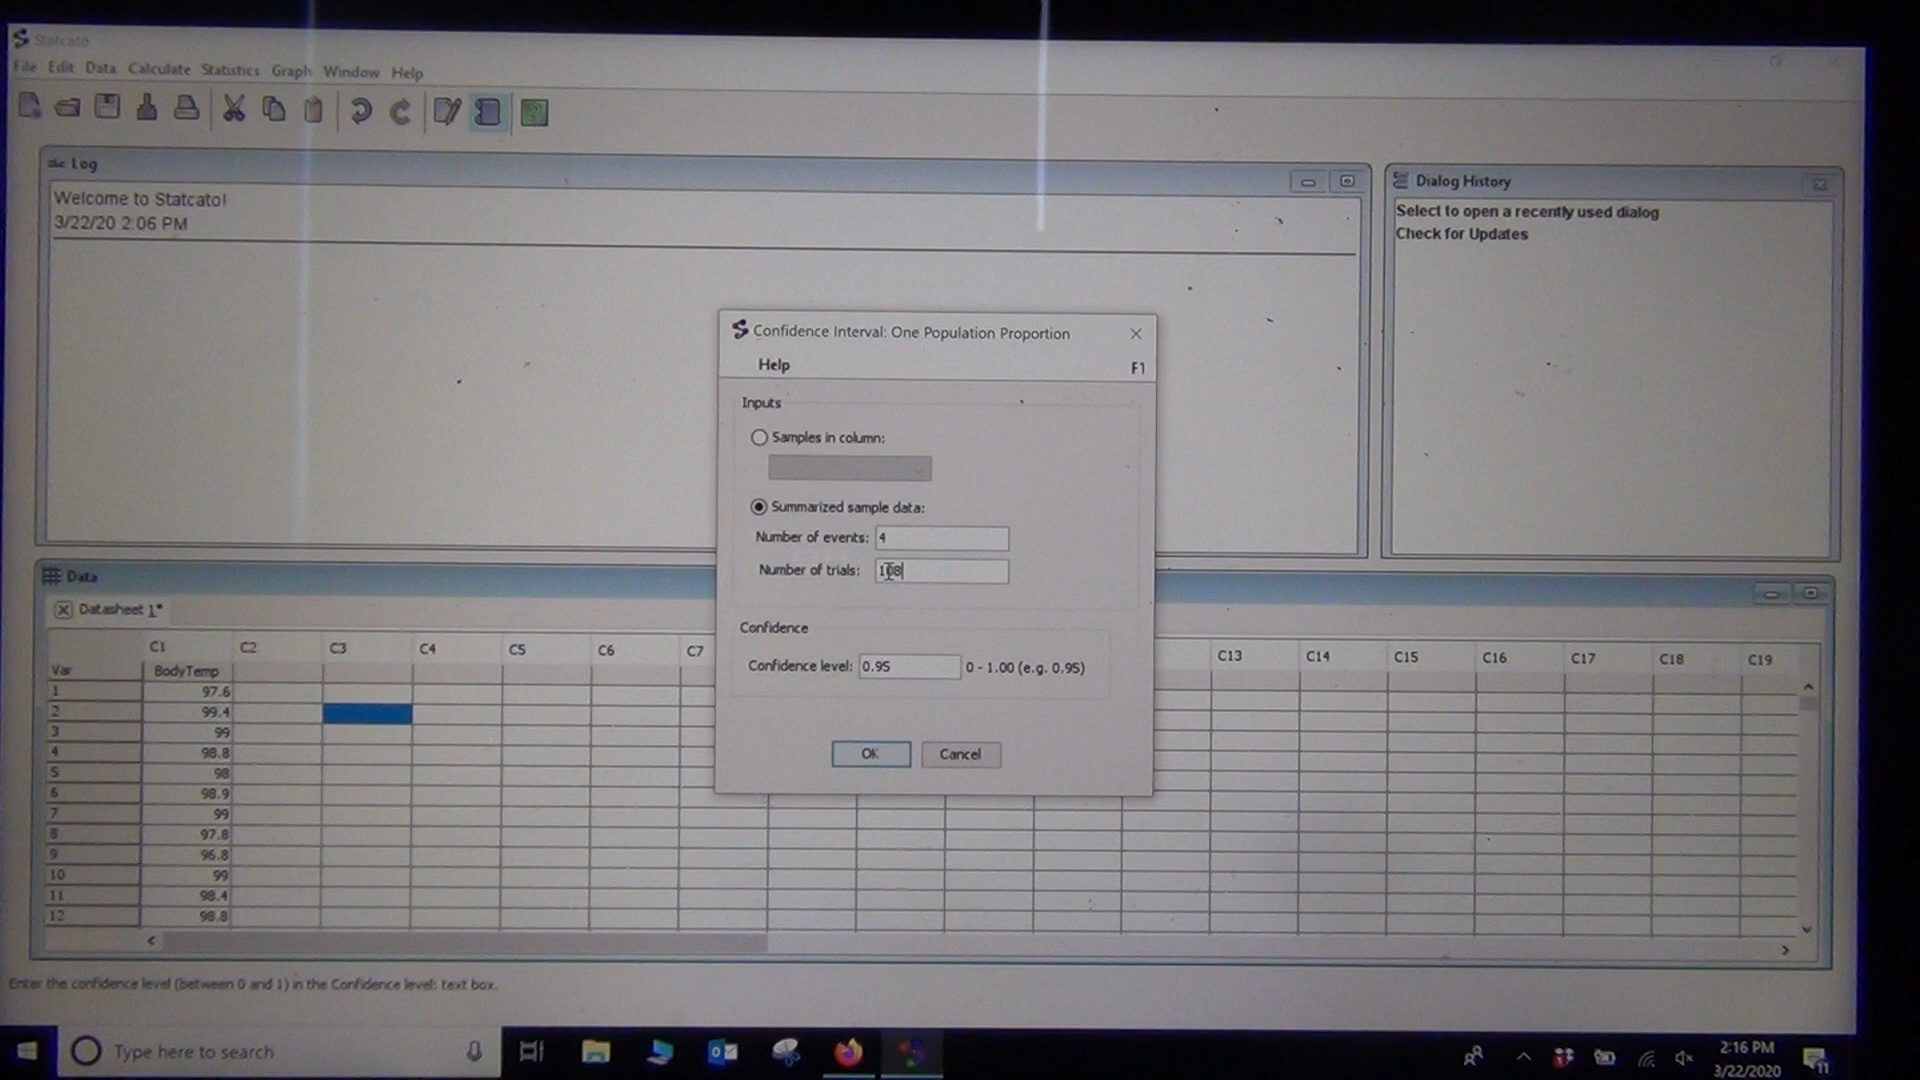 Statcato
File Edit Data Calculate Statistics Graph Window Help
Log
Welcome to Statcato!
3/22/20 2:06 PM
Dialog History
Select to open a recently used dialog
Check for Updates
Confidence Interval: One Population Proportion
Help F1
Inputs
Samples in column:
Summarized sample data:
Number of events: 4
Number of trials: 108
Confidence
Confidence level: 0.95 0 - 1.00 (e.g. 0.95)
OK Cancel
Data
Datasheet 1*
C1 C2 C3 C4 C5 C6 C7 C13 C14 C15 C16 C17 C18 C19
Var BodyTemp
1 97.6
2 99.4
3 99
4 98.8
5 98
6 98.9
7 99
8 97.8
9 96.8
10 99
11 98.4
12 98.8
Enter the confidence level (between 0 and 1) in the Confidence level: text box.
Type here to search
2:16 PM
3/22/2020
11